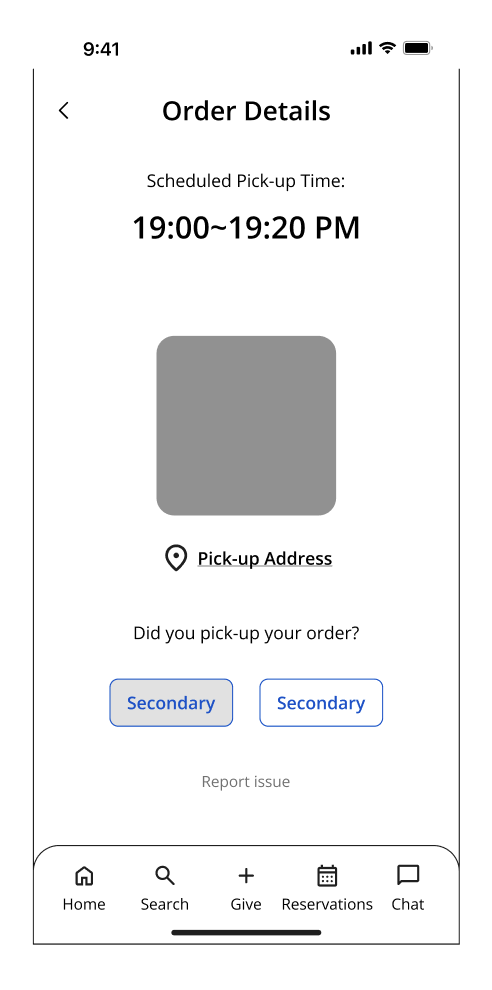 9:41
Order Details
Scheduled Pick-up Time:
19:00~19:20 PM
Pick-up Address
Did you pick-up your order?
Secondary Secondary
Report issue
Home Search Give Reservations Chat